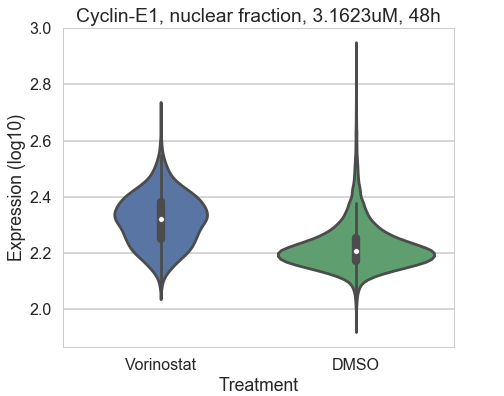 Cyclin-E1, nuclear fraction, 3.1623uM, 48h
3.0
2.8
2.6
2.4
2.2
2.0
Expression (log10)
Vorinostat DMSO
Treatment